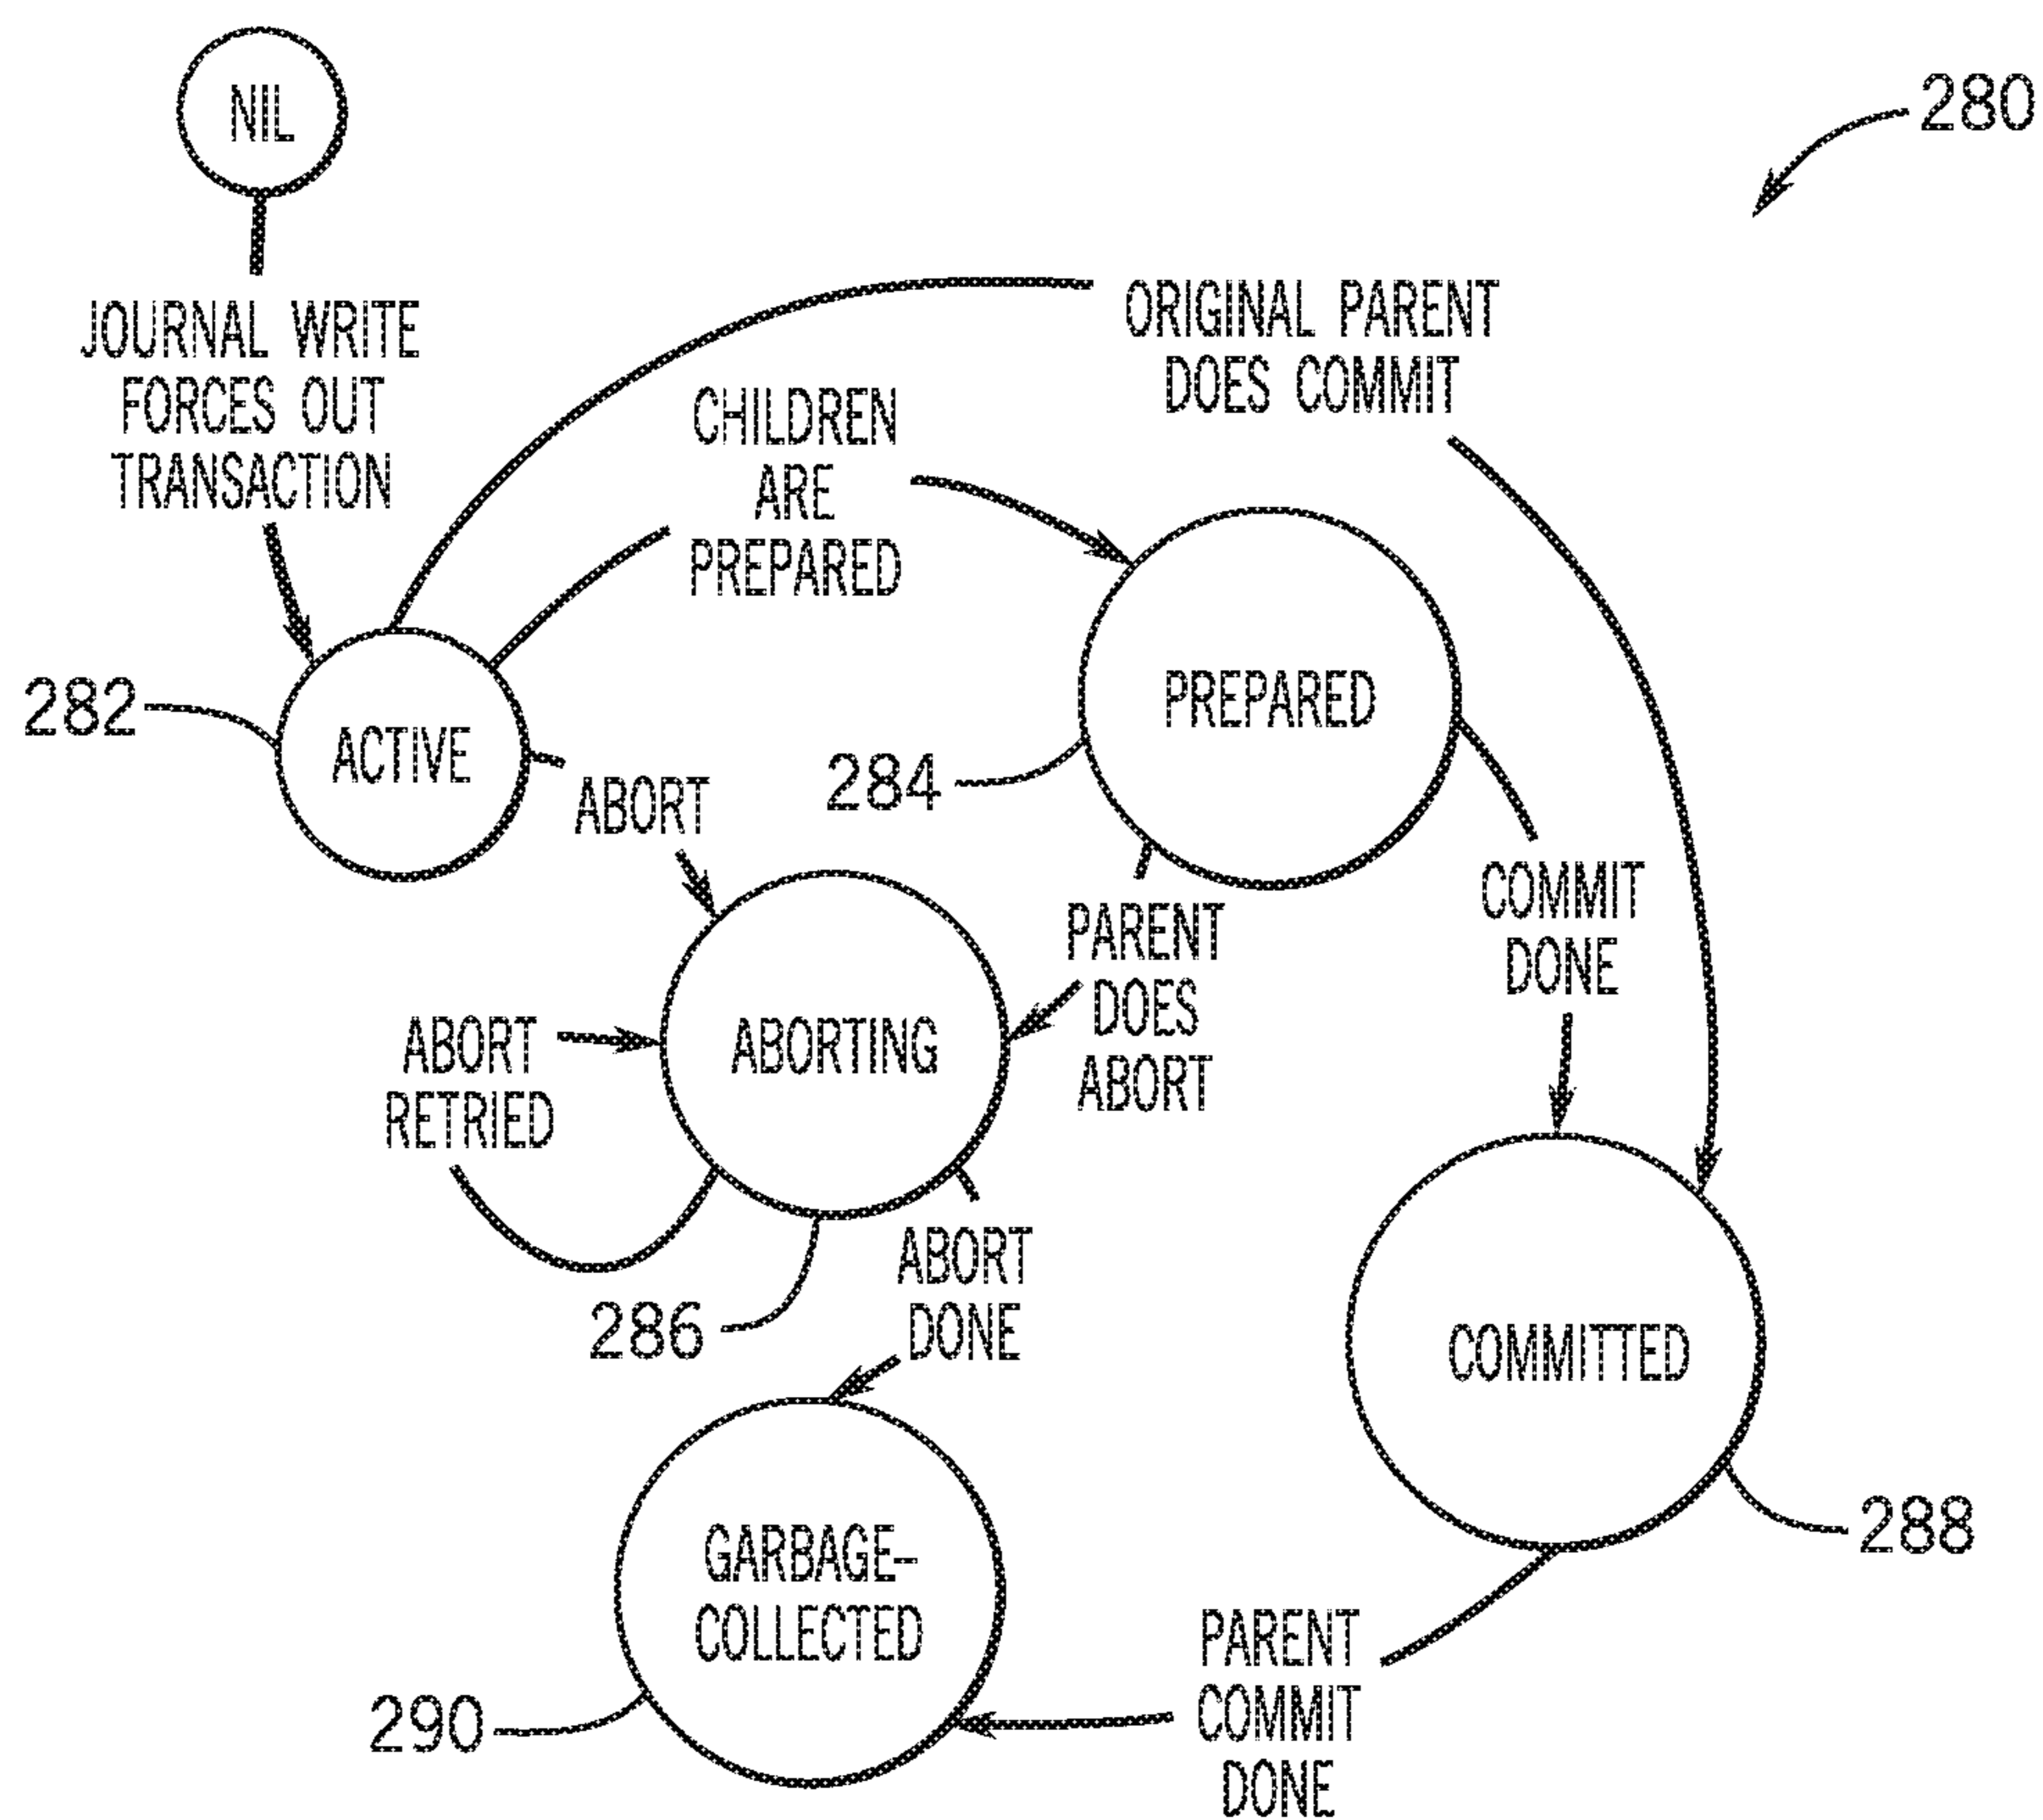 NIL
280
JOURNAL WRITE
FORCES OUT
TRANSACTION
ORIGINAL PARENT
DOES COMMIT
CHILDREN
ARE
PREPARED
282
ACTIVE
PREPARED
284
ABORT
COMMIT
DONE
PARENT
DOES
ABORT
ABORTING
ABORT
RETRIED
286
ABORT
DONE
COMMITTED
288
GARBAGE–
COLLECTED
290
PARENT
COMMIT
DONE